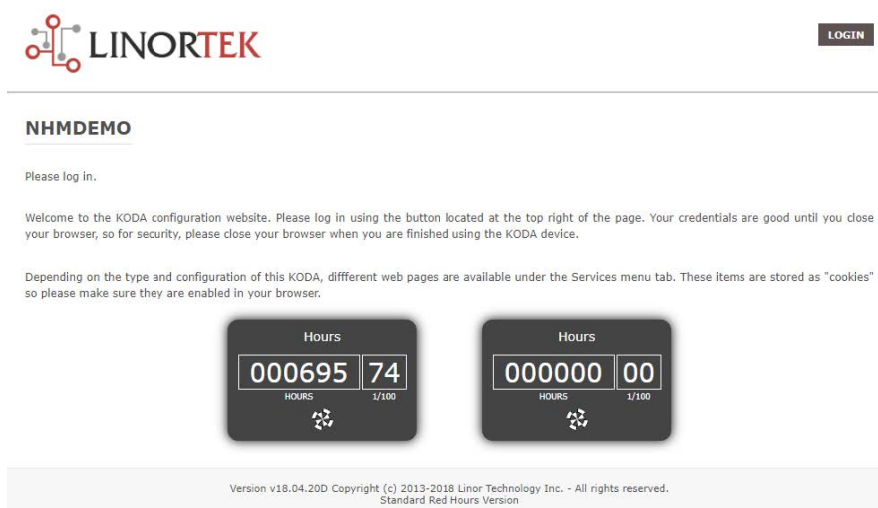 LINORTEK
LOGIN
NHMDEMO
Please log in.
Welcome to the KODA configuration website. Please log in using the button located at the top right of the page. Your credentials are good until you close
your browser, so for security, please close your browser when you are finished using the KODA device.
Depending on the type and configuration of this KODA, diffferent web pages are available under the Services menu tab. These items are stored as "cookies"
so please make sure they are enabled in your browser.
Hours
000695 74
HOURS 1/100
Hours
000000 00
HOURS 1/100
Version v18.04.20D Copyright (c) 2013-2018 Linor Technology Inc. - All rights reserved.
Standard Red Hours Version